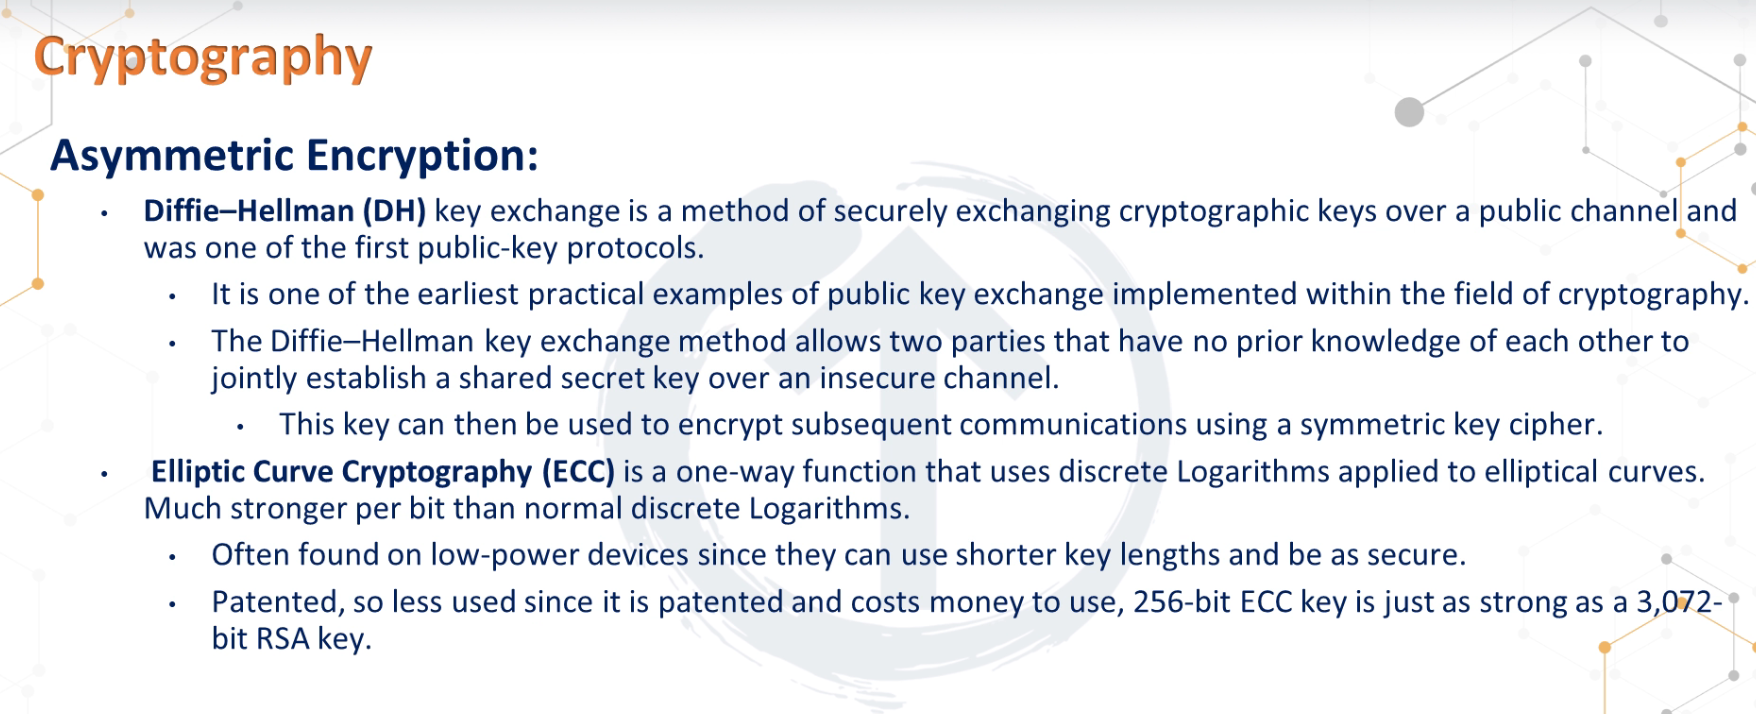 Cryptography
Asymmetric Encryption:
• Diffie–Hellman (DH) key exchange is a method of securely exchanging cryptographic keys over a public channel and
was one of the first public-key protocols.
• It is one of the earliest practical examples of public key exchange implemented within the field of cryptography.
• The Diffie–Hellman key exchange method allows two parties that have no prior knowledge of each other to
jointly establish a shared secret key over an insecure channel.
• This key can then be used to encrypt subsequent communications using a symmetric key cipher.
• Elliptic Curve Cryptography (ECC) is a one-way function that uses discrete Logarithms applied to elliptical curves.
Much stronger per bit than normal discrete Logarithms.
• Often found on low-power devices since they can use shorter key lengths and be as secure.
• Patented, so less used since it is patented and costs money to use, 256-bit ECC key is just as strong as a 3,072-
bit RSA key.